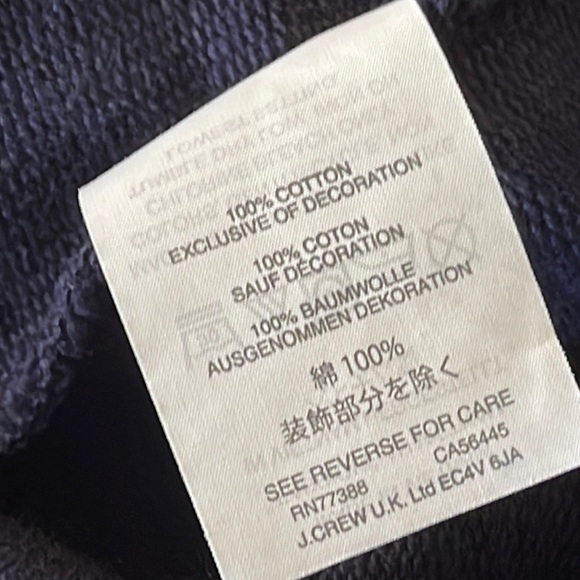 100% COTTON
EXCLUSIVE OF DECORATION
100% COTON
SAUF DÉCORATION
100% BAUMWOLLE
AUSGENOMMEN DEKORATION
綿 100%
装飾部分を除く
SEE REVERSE FOR CARE
RN77388 CA56445
J.CREW U.K. Ltd EC4V 6JA